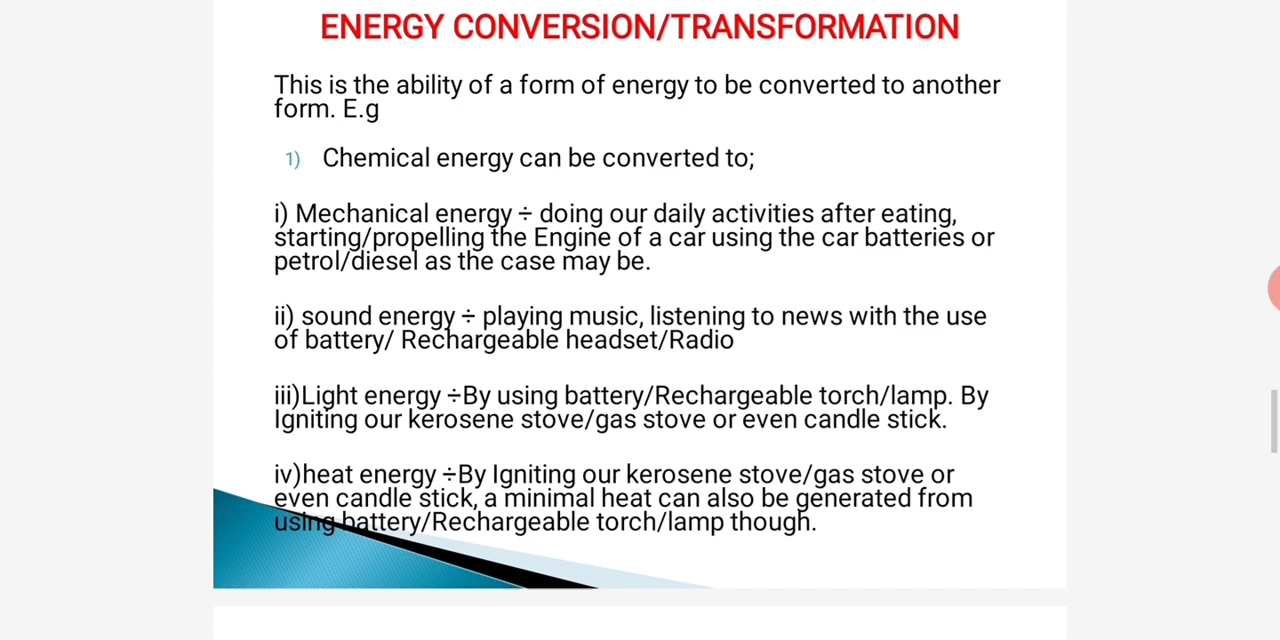 ENERGY CONVERSION/TRANSFORMATION
This is the ability of a form of energy to be converted to another
form. E.g
1) Chemical energy can be converted to;
i) Mechanical energy ÷ doing our daily activities after eating,
starting/propelling the Engine of a car using the car batteries or
petrol/diesel as the case may be.
ii) sound energy ÷ playing music, listening to news with the use
of battery/ Rechargeable headset/Radio
iii)Light energy ÷By using battery/Rechargeable torch/lamp. By
Igniting our kerosene stove/gas stove or even candle stick.
iv)heat energy ÷By Igniting our kerosene stove/gas stove or
even candle stick, a minimal heat can also be generated from
using battery/Rechargeable torch/lamp though.